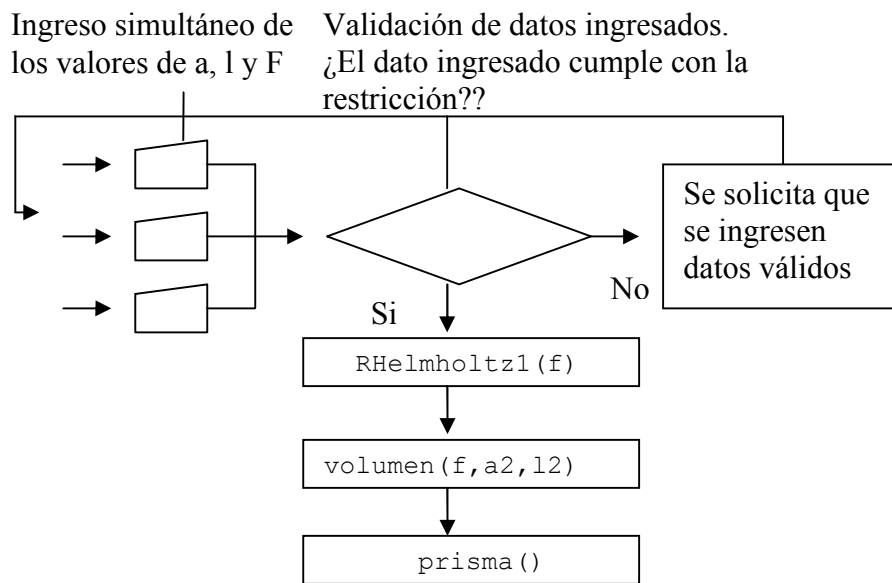 Ingreso simultáneo de
los valores de a, l y F
Validación de datos ingresados.
¿El dato ingresado cumple con la
restricción??
Se solicita que
se ingresen
datos válidos
No
Si
RHelmholtz1(f)
volumen(f,a2,l2)
prisma()